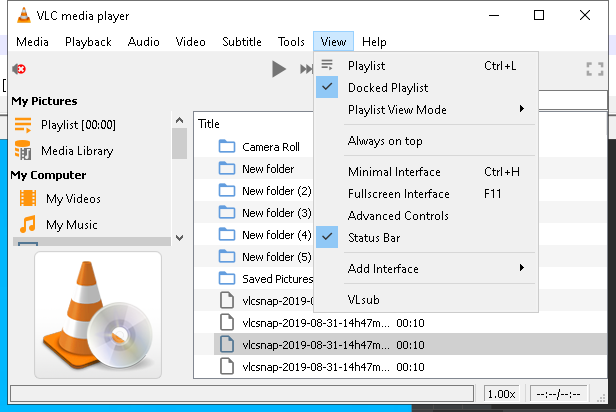 VLC media player
Media Playback Audio Video Subtitle Tools View Help
Playlist Ctrl+L
Docked Playlist
Playlist View Mode
Always on top
Minimal Interface Ctrl+H
Fullscreen Interface F11
Advanced Controls
Status Bar
Add Interface
VLsub
My Pictures
Playlist [00:00]
Media Library
My Computer
My Videos
My Music
Title
Camera Roll
New folder
New folder (2)
New folder (3)
New folder (4)
New folder (5)
Saved Pictures
vlcsnap-2019-0
vlcsnap-2019-08-31-14h47m... 00:10
vlcsnap-2019-08-31-14h47m... 00:10
vlcsnap-2019-08-31-14h47m... 00:10
1.00x --:--/--:--